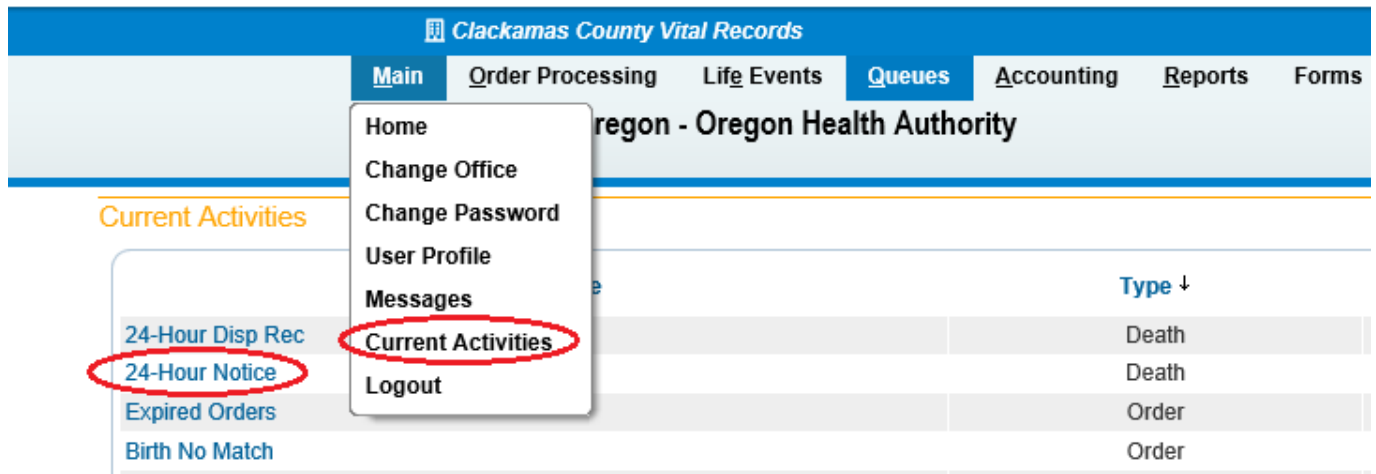 Clackamas County Vital Records
Main Order Processing Life Events Queues Accounting Reports Forms
regon - Oregon Health Authority
Home
Change Office
Change Password
User Profile
Messages
Current Activities
Logout
Current Activities
e Type ↓
24-Hour Disp Rec Death
24-Hour Notice Death
Expired Orders Order
Birth No Match Order